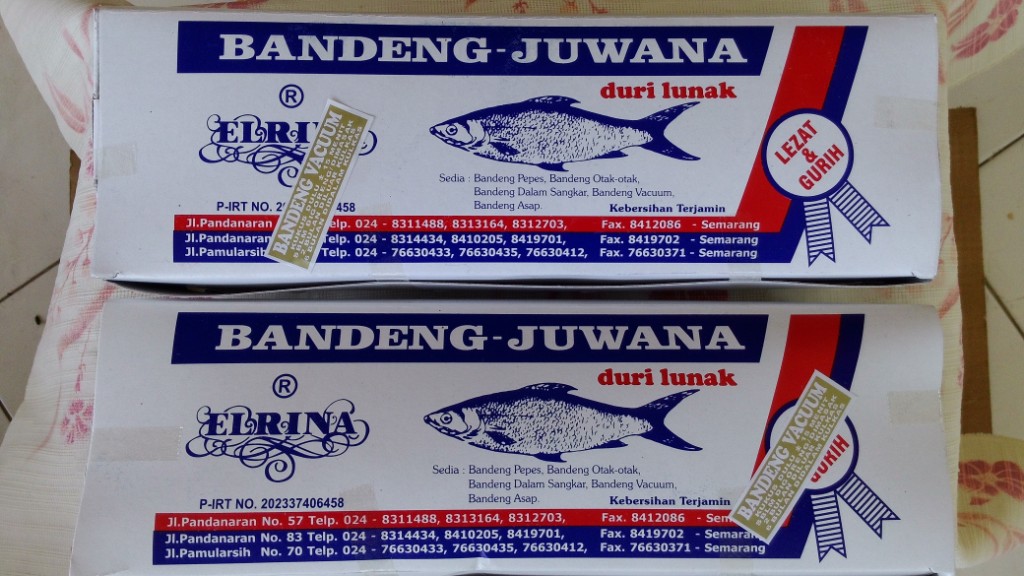 BANDENG-JUWANA
duri lunak
®
ELRINA
BANDENG VACUUM
LEZAT
&
GURIH
Sedia : Bandeng Pepes, Bandeng Otak-otak,
Bandeng Dalam Sangkar, Bandeng Vacuum,
Bandeng Asap.
Kebersihan Terjamin
P-IRT NO. 458
Jl.Pandanaran Telp. 024 - 8311488, 8313164, 8312703, Fax. 8412086 - Semarang
Jl.Pandanaran Telp. 024 - 8314434, 8410205, 8419701, Fax. 8419702 - Semarang
Jl.Pamularsih Telp. 024 - 76630433, 76630435, 76630412, Fax. 76630371 - Semarang
BANDENG-JUWANA
duri lunak
®
ELRINA
BANDENG VACUUM
GURIH
Sedia : Bandeng Pepes, Bandeng Otak-otak,
Bandeng Dalam Sangkar, Bandeng Vacuum,
Bandeng Asap.
Kebersihan Terjamin
P-IRT NO. 202337406458
Jl.Pandanaran No. 57 Telp. 024 - 8311488, 8313164, 8312703, Fax. 8412086 - Sem
Jl.Pandanaran No. 83 Telp. 024 - 8314434, 8410205, 8419701, Fax. 8419702 - Semaran
Jl.Pamularsih No. 70 Telp. 024 - 76630433, 76630435, 76630412, Fax. 76630371 - Semarang